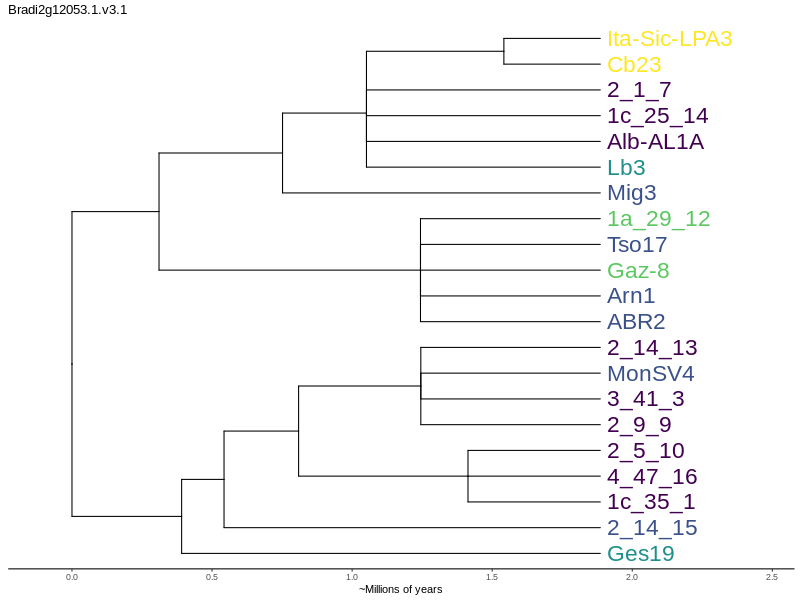 Bradi2g12053.1.v3.1
Ita-Sic-LPA3
Cb23
2_1_7
1c_25_14
Alb-AL1A
Lb3
Mig3
1a_29_12
Tso17
Gaz-8
Arn1
ABR2
2_14_13
MonSV4
3_41_3
2_9_9
2_5_10
4_47_16
1c_35_1
2_14_15
Ges19
0.0 0.5 1.0 1.5 2.0 2.5
~Millions of years